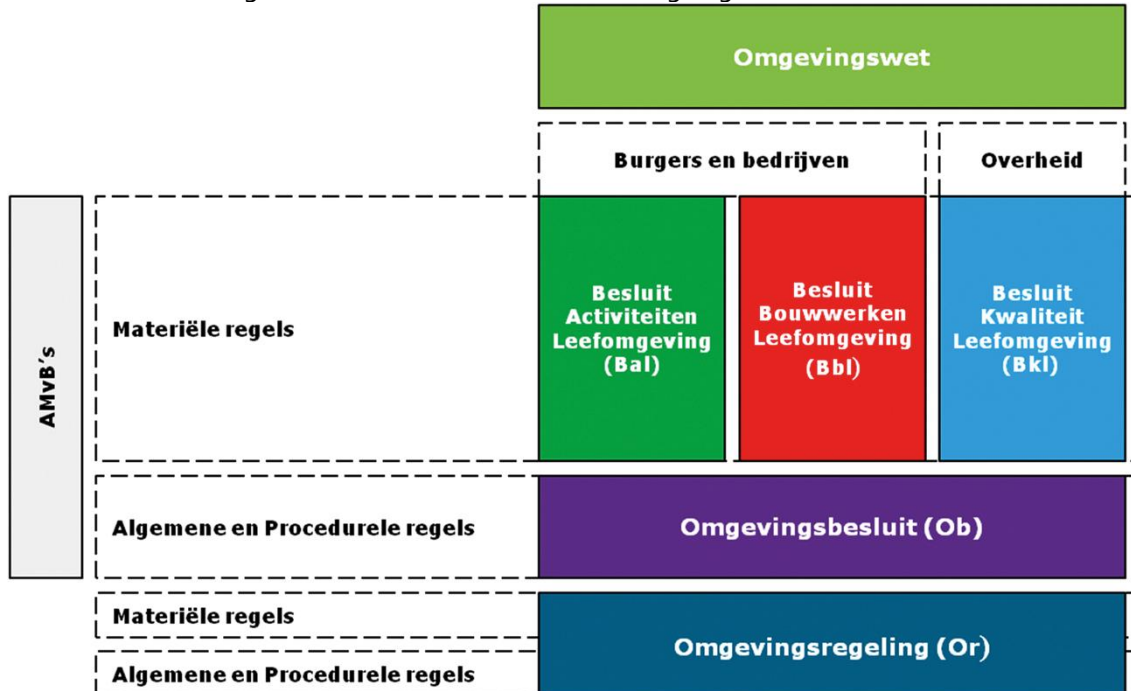 Omgevingswet
Burgers en bedrijven
Overheid
AMvB's
Materiële regels
Besluit
Activiteiten
Leefomgeving
(Bal)
Besluit
Bouwwerken
Leefomgeving
(Bbl)
Besluit
Kwaliteit
Leefomgeving
(Bkl)
Algemene en Procedurele regels
Omgevingsbesluit (Ob)
Materiële regels
Omgevingsregeling (Or)
Algemene en Procedurele regels